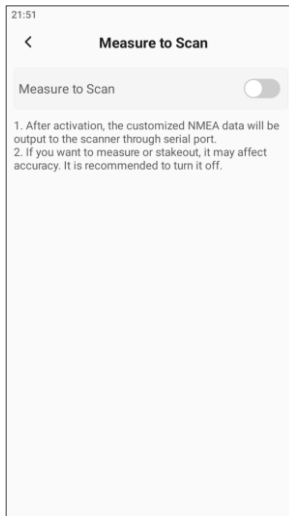 21:51
Measure to Scan
Measure to Scan
1. After activation, the customized NMEA data will be
output to the scanner through serial port.
2. If you want to measure or stakeout, it may affect
accuracy. It is recommended to turn it off.